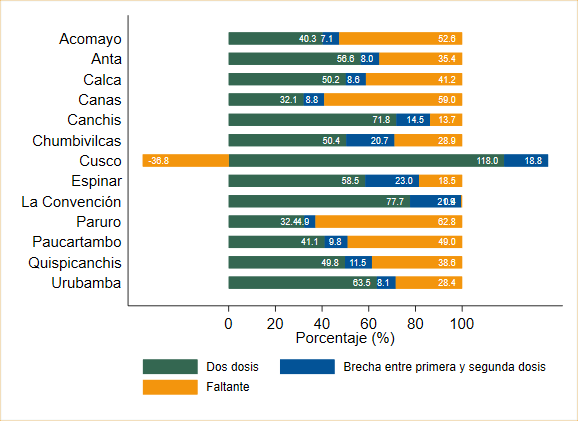 Acomayo 40.3 7.1 52.6
Anta 56.6 8.0 35.4
Calca 50.2 8.6 41.2
Canas 32.1 8.8 59.0
Canchis 71.8 14.5 13.7
Chumbivilcas 50.4 20.7 28.9
Cusco -36.8 118.0 18.8
Espinar 58.5 23.0 18.5
La Convención 77.7
Paruro 32.4 4.9 62.8
Paucartambo 41.1 9.8 49.0
Quispicanchis 49.8 11.5 38.6
Urubamba 63.5 8.1 28.4
0 20 40 60 80 100
Porcentaje (%)
Dos dosis Brecha entre primera y segunda dosis
Faltante